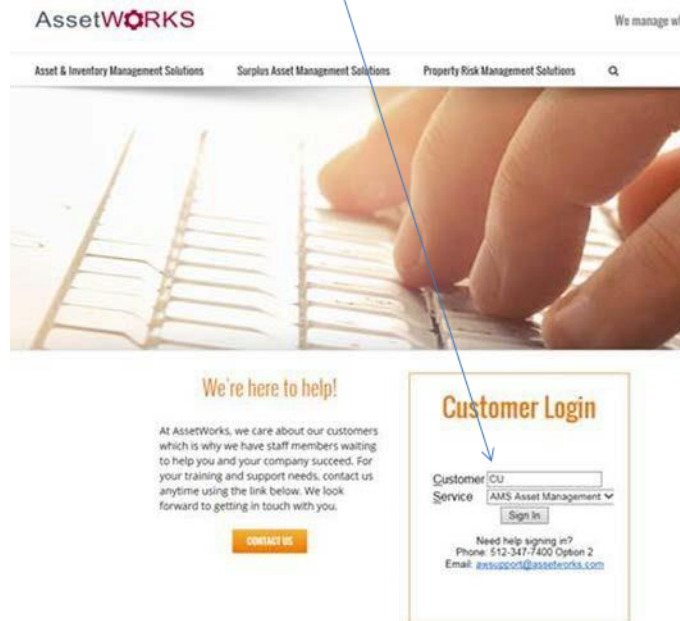 AssetWORKS
We manage wh
Asset & Inventory Management Solutions Surplus Asset Management Solutions Property Risk Management Solutions
We're here to help!
At AssetWorks, we care about our customers
which is why we have staff members waiting
to help you and your company succeed. For
your training and support needs, contact us
anytime using the link below. We look
forward to getting in touch with you.
CONTACT US
Customer Login
Customer CU
Service AMS Asset Management
Sign In
Need help signing in?
Phone: 512-347-7400 Option 2
Email: awsupport@assetworks.com